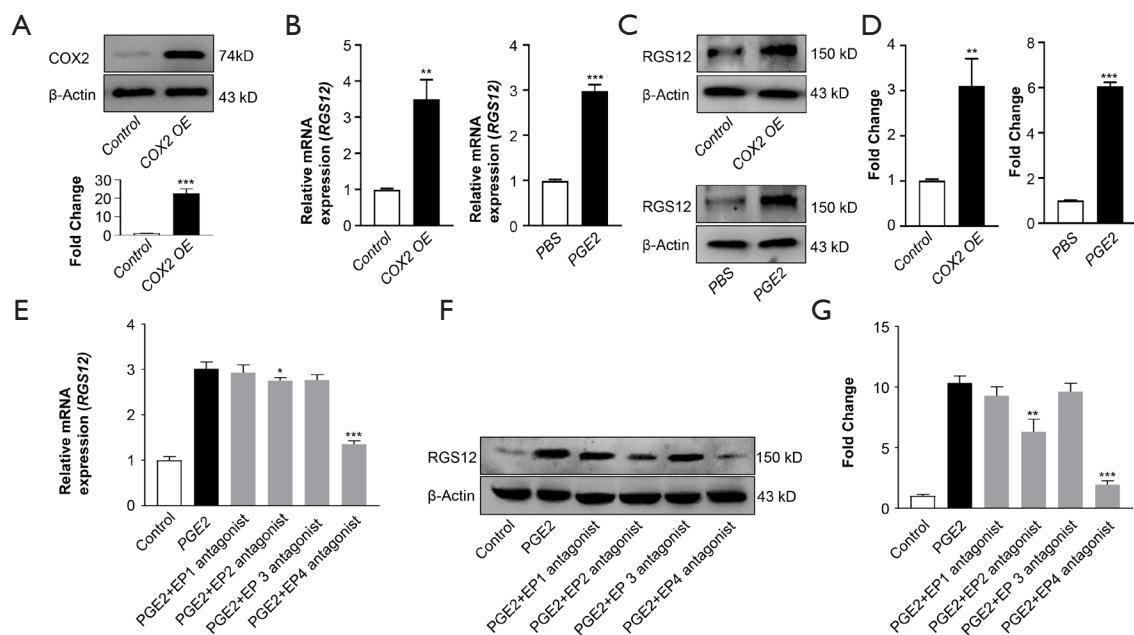 A
COX2
74kD
β-Actin
43 kD
Control
COX2 OE
Fold Change
30
20
10
0
***
Control
COX2 OE
B
Relative mRNA
expression (RGS12)
5
4
3
2
1
0
**
Control
COX2 OE
Relative mRNA
expression (RGS12)
4
3
2
1
0
***
PBS
PGE2
C
RGS12
150 kD
β-Actin
43 kD
Control
COX2 OE
RGS12
150 kD
β-Actin
43 kD
PBS
PGE2
D
Fold Change
4
3
2
1
0
**
Control
COX2 OE
Fold Change
8
6
4
2
0
***
PBS
PGE2
E
Relative mRNA
expression (RGS12)
4
3
2
1
0
*
***
Control
PGE2
PGE2+EP1 antagonist
PGE2+EP2 antagonist
PGE2+EP 3 antagonist
PGE2+EP4 antagonist
F
RGS12
150 kD
β-Actin
43 kD
Control
PGE2
PGE2+EP1 antagonist
PGE2+EP2 antagonist
PGE2+EP 3 antagonist
PGE2+EP4 antagonist
G
Fold Change
15
10
5
0
**
***
Control
PGE2
PGE2+EP1 antagonist
PGE2+EP2 antagonist
PGE2+EP 3 antagonist
PGE2+EP4 antagonist